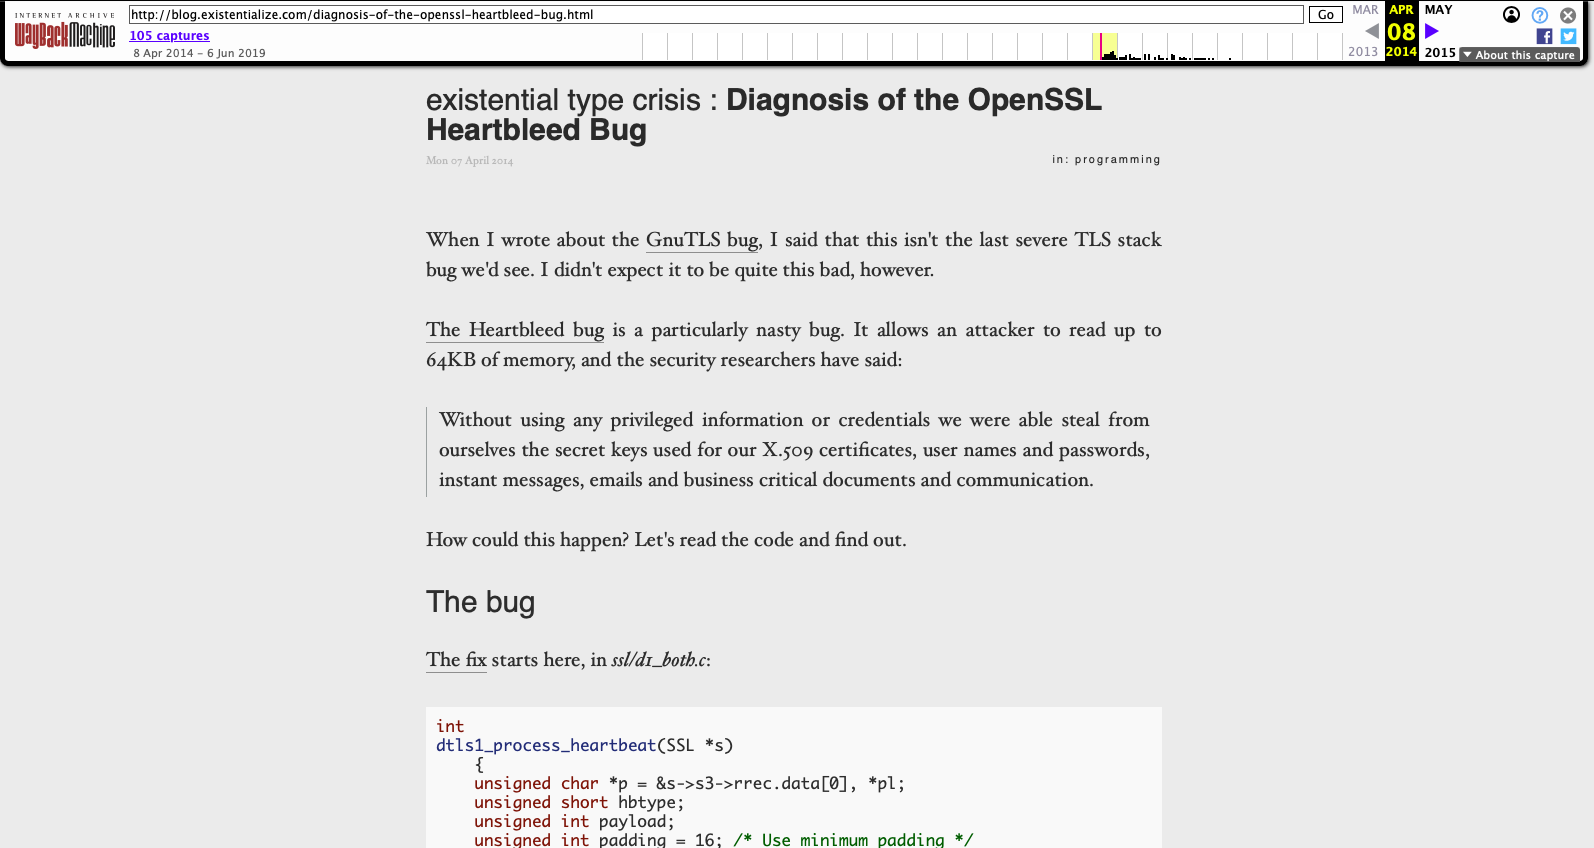 INTERNET ARCHIVE
WayBackMachine
http://blog.existentialize.com/diagnosis-of-the-openssl-heartbleed-bug.html
Go
MAR
APR
MAY
105 captures
08
8 Apr 2014 – 6 Jun 2019
2013
2014
2015
About this capture
existential type crisis : Diagnosis of the OpenSSL
Heartbleed Bug
Mon 07 April 2014
in: programming
When I wrote about the GnuTLS bug, I said that this isn't the last severe TLS stack
bug we'd see. I didn't expect it to be quite this bad, however.
The Heartbleed bug is a particularly nasty bug. It allows an attacker to read up to
64KB of memory, and the security researchers have said:
Without using any privileged information or credentials we were able steal from
ourselves the secret keys used for our X.509 certificates, user names and passwords,
instant messages, emails and business critical documents and communication.
How could this happen? Let's read the code and find out.
The bug
The fix starts here, in ssl/d1_both.c:
int
dtls1_process_heartbeat(SSL *s)
{
unsigned char *p = &s->s3->rrec.data[0], *pl;
unsigned short hbtype;
unsigned int payload;
unsigned int padding = 16; /* Use minimum padding */